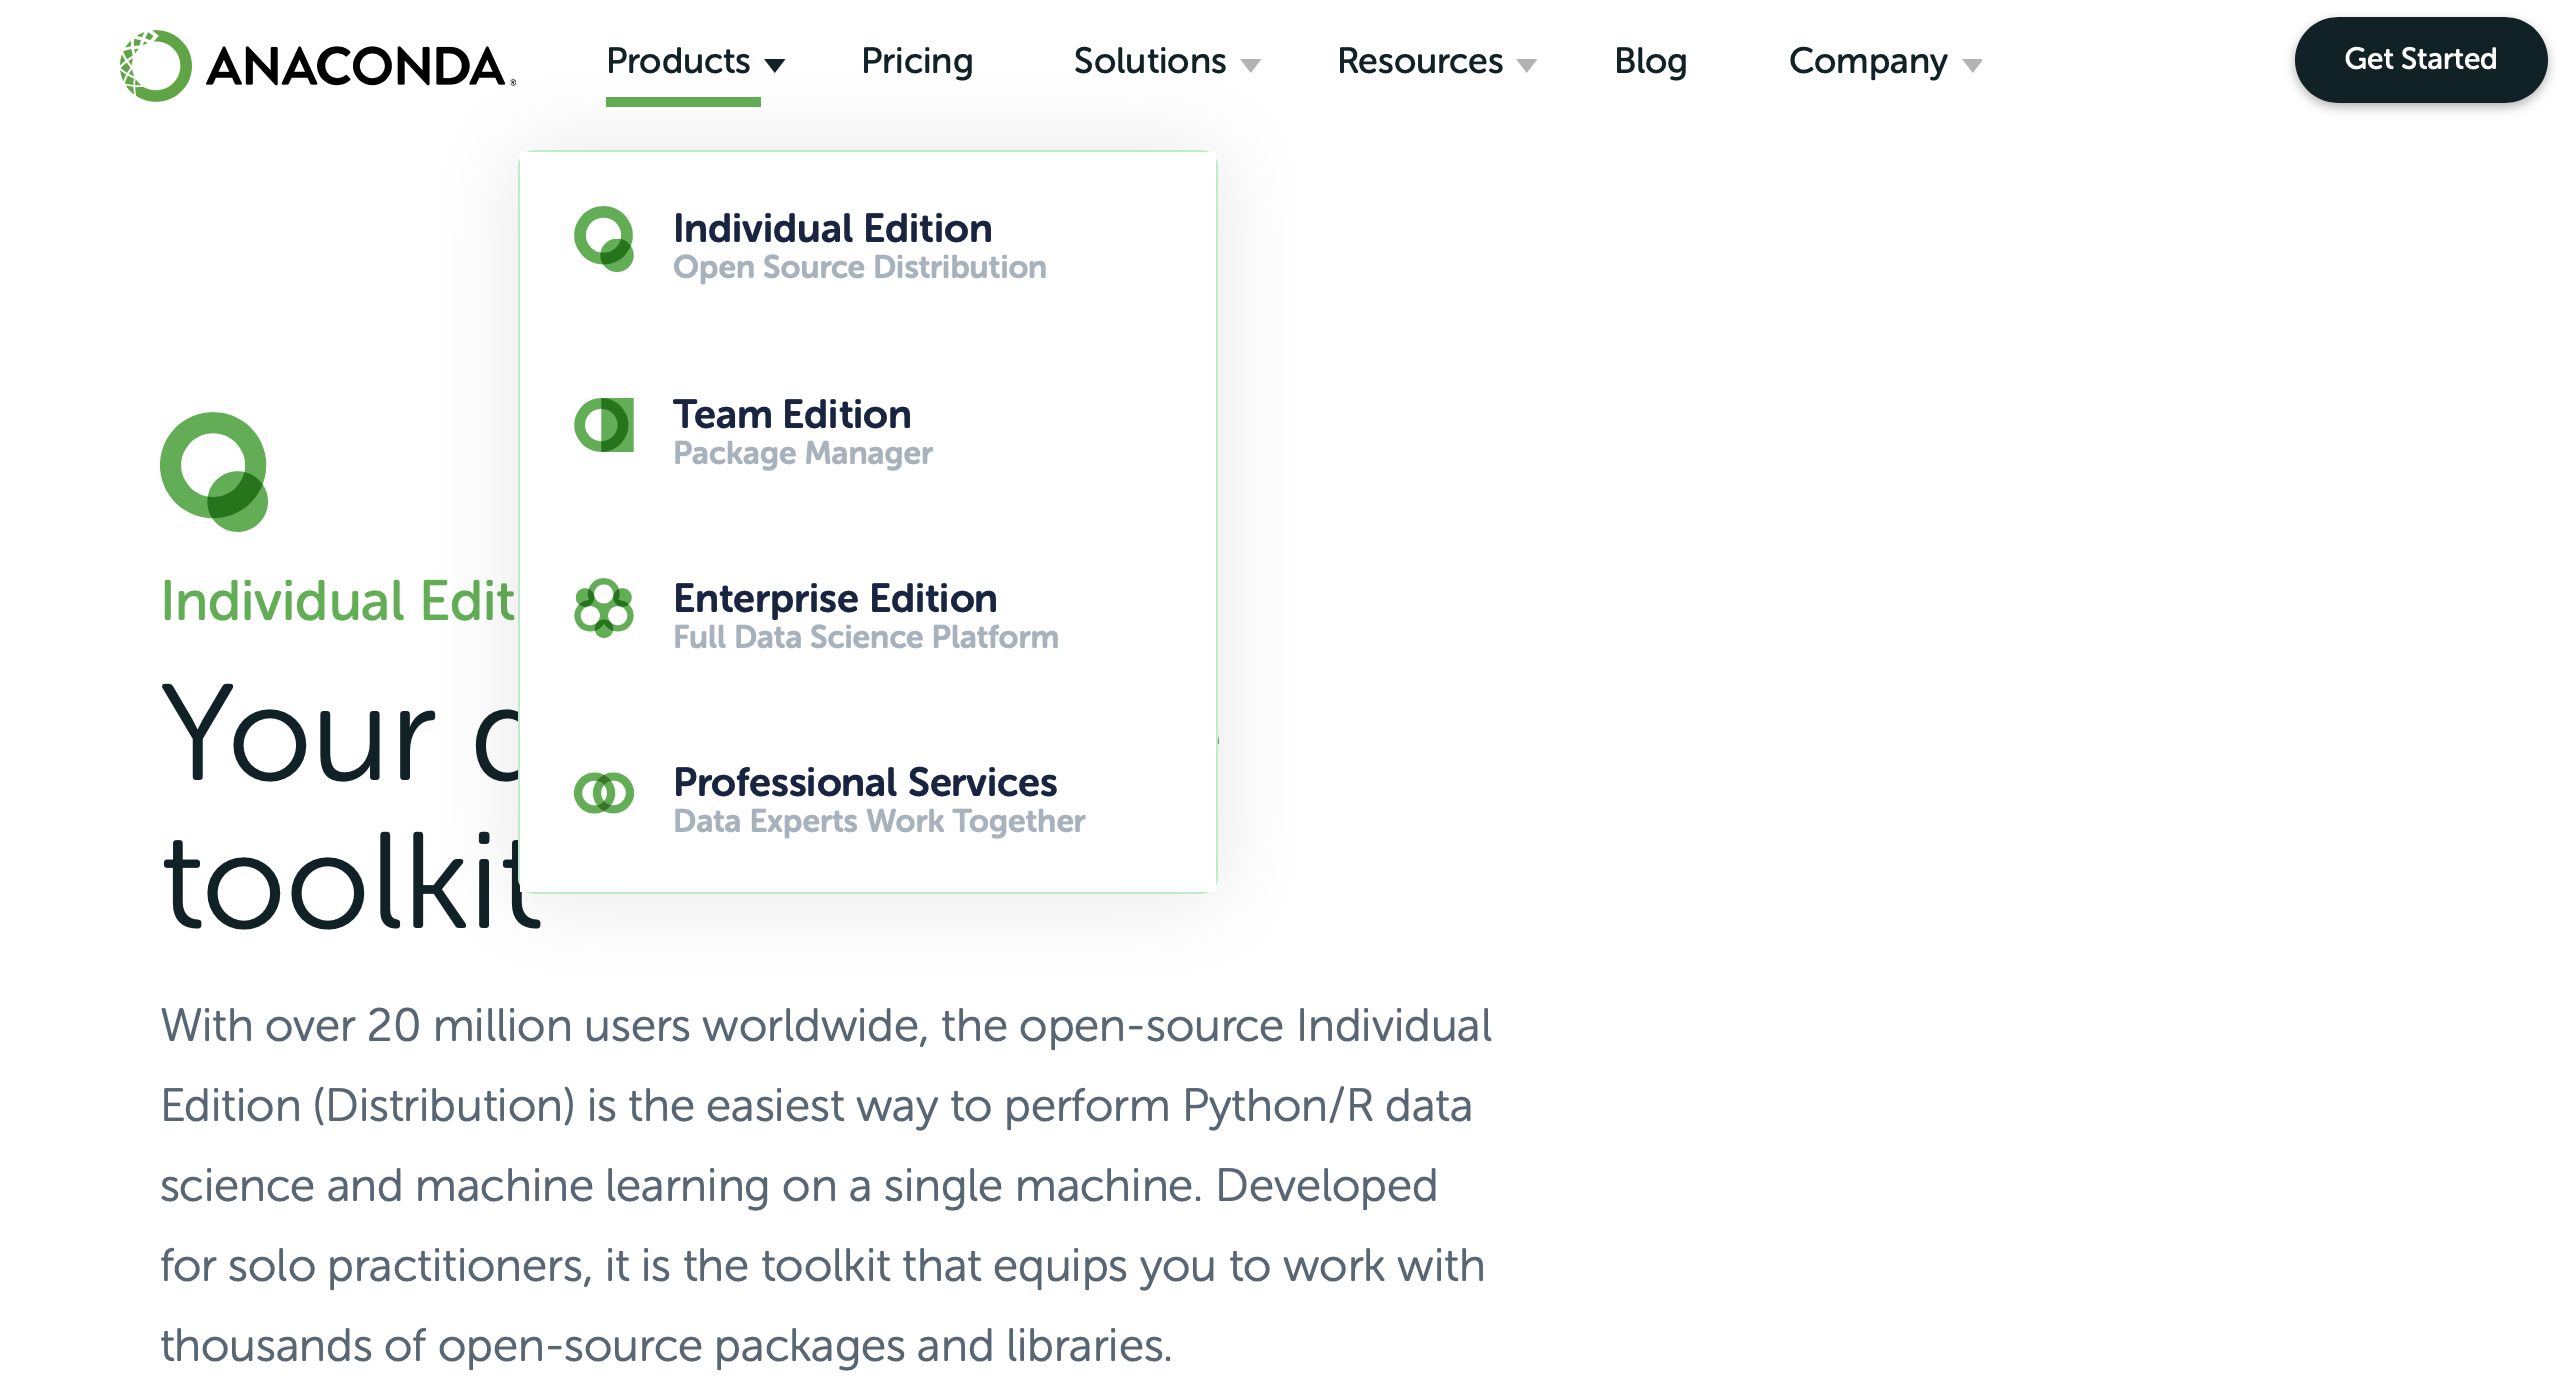 ANACONDA®
Products Pricing Solutions Resources Blog Company Get Started
Individual Edition
Open Source Distribution
Team Edition
Package Manager
Enterprise Edition
Full Data Science Platform
Professional Services
Data Experts Work Together
Individual Edit
Your
toolkit
With over 20 million users worldwide, the open-source Individual
Edition (Distribution) is the easiest way to perform Python/R data
science and machine learning on a single machine. Developed
for solo practitioners, it is the toolkit that equips you to work with
thousands of open-source packages and libraries.